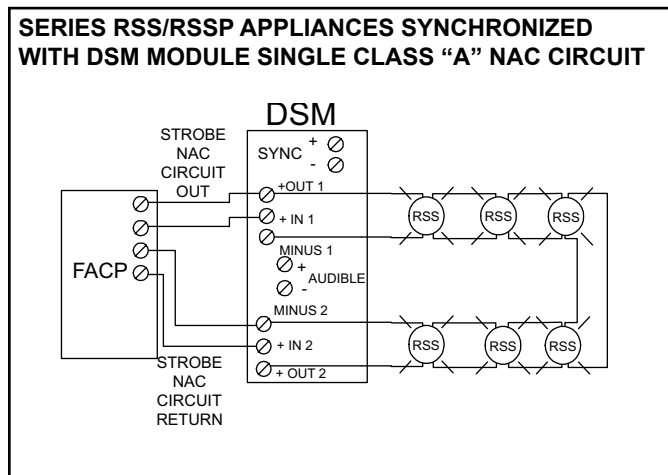 SERIES RSS/RSSP APPLIANCES SYNCHRONIZED
WITH DSM MODULE SINGLE CLASS “A” NAC CIRCUIT
DSM
STROBE
NAC
CIRCUIT
OUT
SYNC + -
+OUT 1
+ IN 1
MINUS 1
+ AUDIBLE -
MINUS 2
+ IN 2
+ OUT 2
FACP
RSS RSS RSS
RSS RSS RSS
STROBE
NAC
CIRCUIT
RETURN